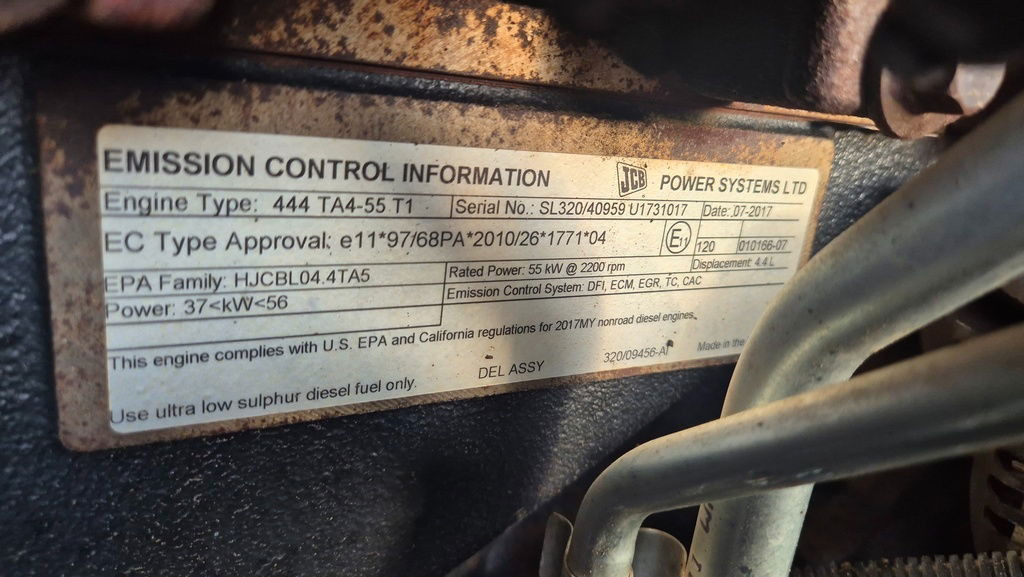 EMISSION CONTROL INFORMATION JCB POWER SYSTEMS LTD
Engine Type: 444 TA4-55 T1 Serial No.: SL320/40959 U1731017 Date: 07-2017
EC Type Approval: e11*97/68PA*2010/26*1771*04 E11 120 010166-07
EPA Family: HJCBL04.4TA5 Rated Power: 55 kW @ 2200 rpm Displacement: 4.4 L
Power: 37<kW<56 Emission Control System: DFI, ECM, EGR, TC, CAC
This engine complies with U.S. EPA and California regulations for 2017MY nonroad diesel engines.
Use ultra low sulphur diesel fuel only. DEL ASSY 320/09456-A1 Made in the